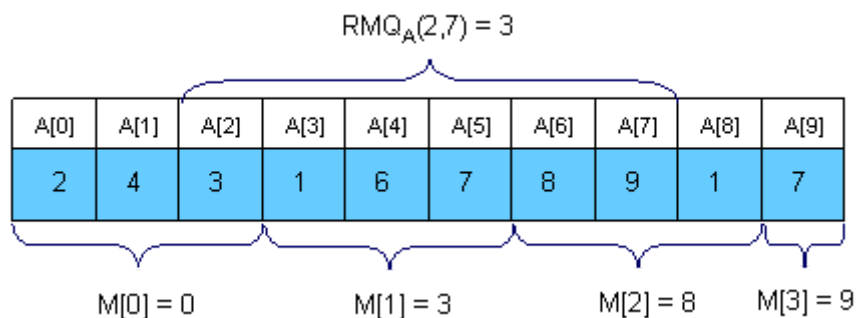 RMQA(2,7) = 3
A[0] A[1] A[2] A[3] A[4] A[5] A[6] A[7] A[8] A[9]
2 4 3 1 6 7 8 9 1 7
M[0] = 0 M[1] = 3 M[2] = 8 M[3] = 9